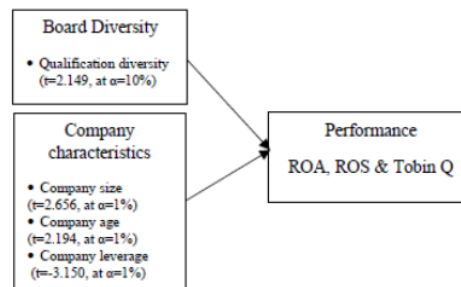 Board Diversity
• Qualification diversity
(t=2.149, at α=10%)
Company
characteristics
• Company size
(t=2.656, at α=1%)
• Company age
(t=2.194, at α=1%)
• Company leverage
(t=-3.150, at α=1%)
Performance
ROA, ROS & Tobin Q